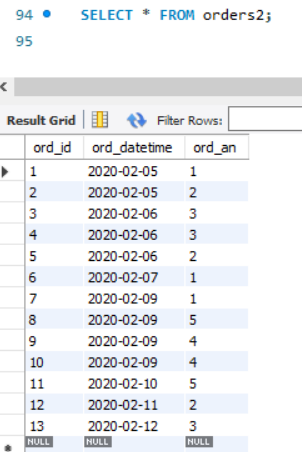 94 SELECT * FROM orders2;
95
Result Grid Filter Rows:
ord_id ord_datetime ord_an
1 2020-02-05 1
2 2020-02-05 2
3 2020-02-06 3
4 2020-02-06 3
5 2020-02-06 2
6 2020-02-07 1
7 2020-02-09 1
8 2020-02-09 5
9 2020-02-09 4
10 2020-02-09 4
11 2020-02-10 5
12 2020-02-11 2
13 2020-02-12 3
NULL NULL NULL